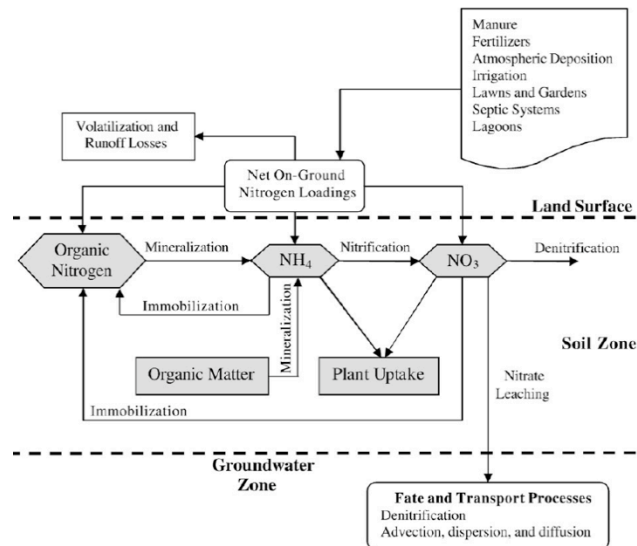 Manure
Fertilizers
Atmospheric Deposition
Irrigation
Lawns and Gardens
Septic Systems
Lagoons
Volatilization and
Runoff Losses
Net On-Ground
Nitrogen Loadings
Land Surface
Organic
Nitrogen
Mineralization
NH₄
Nitrification
NO₃
Denitrification
Immobilization
Mineralization
Soil Zone
Organic Matter
Plant Uptake
Nitrate
Leaching
Immobilization
Groundwater
Zone
Fate and Transport Processes
Denitrification
Advection, dispersion, and diffusion